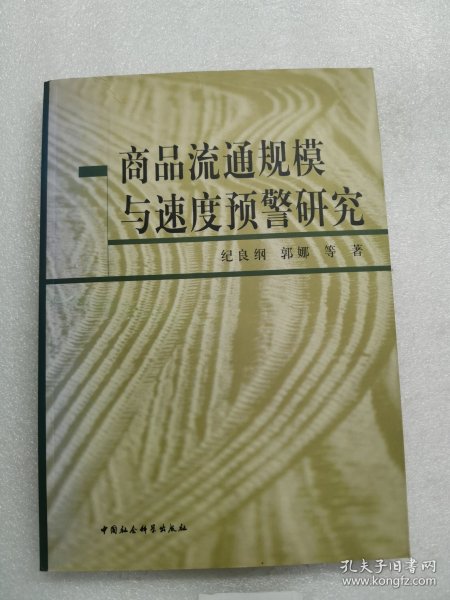 商品流通规模
与速度预警研究
纪良纲 郭娜 等 著
中国社会科学出版社
孔夫子旧书网
www.kongfz.com